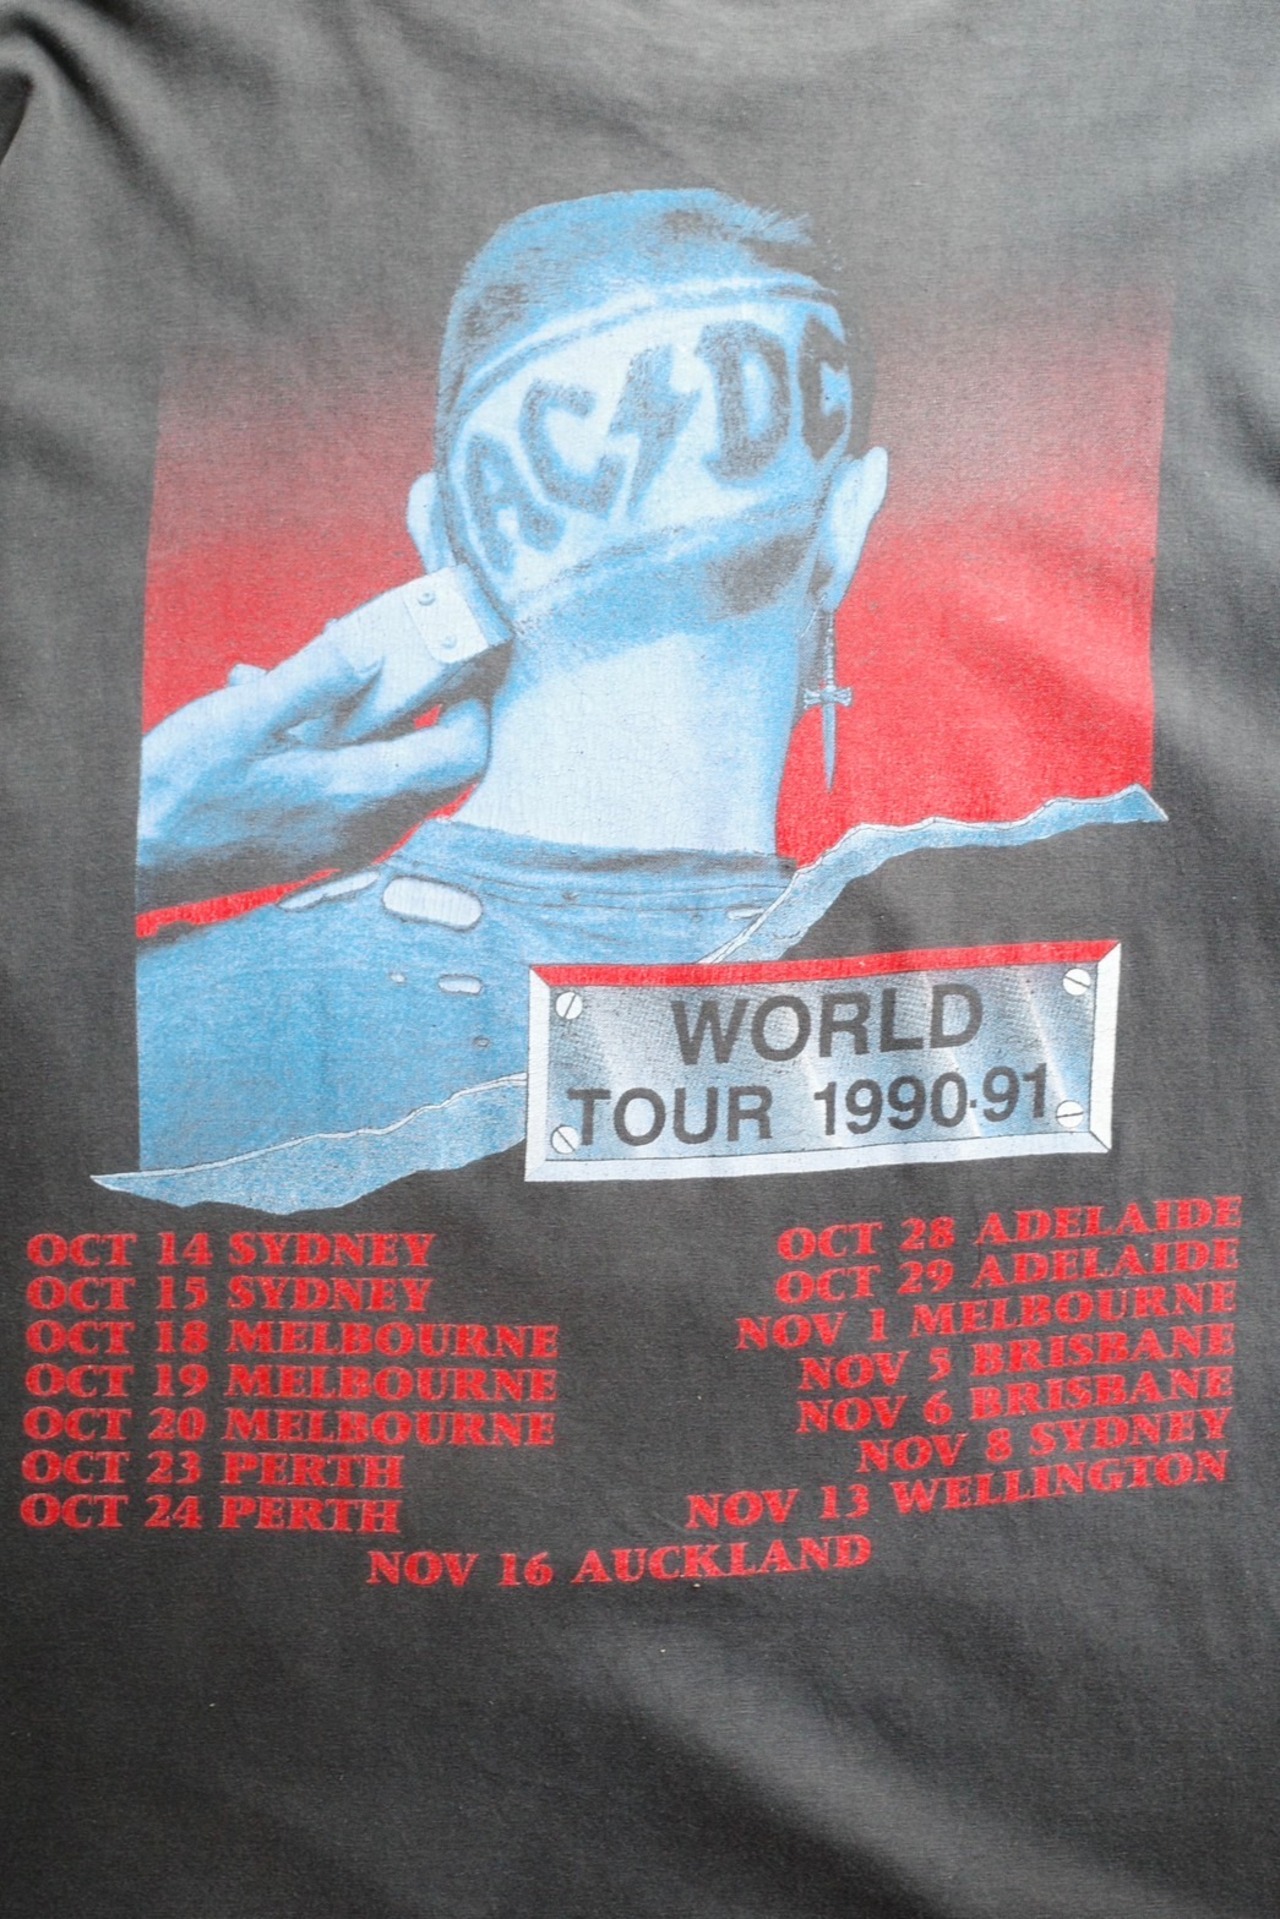 AC/DC
WORLD
TOUR 1990·91
OCT 14 SYDNEY
OCT 15 SYDNEY
OCT 18 MELBOURNE
OCT 19 MELBOURNE
OCT 20 MELBOURNE
OCT 23 PERTH
OCT 24 PERTH
OCT 28 ADELAIDE
OCT 29 ADELAIDE
NOV 1 MELBOURNE
NOV 5 BRISBANE
NOV 6 BRISBANE
NOV 8 SYDNEY
NOV 13 WELLINGTON
NOV 16 AUCKLAND